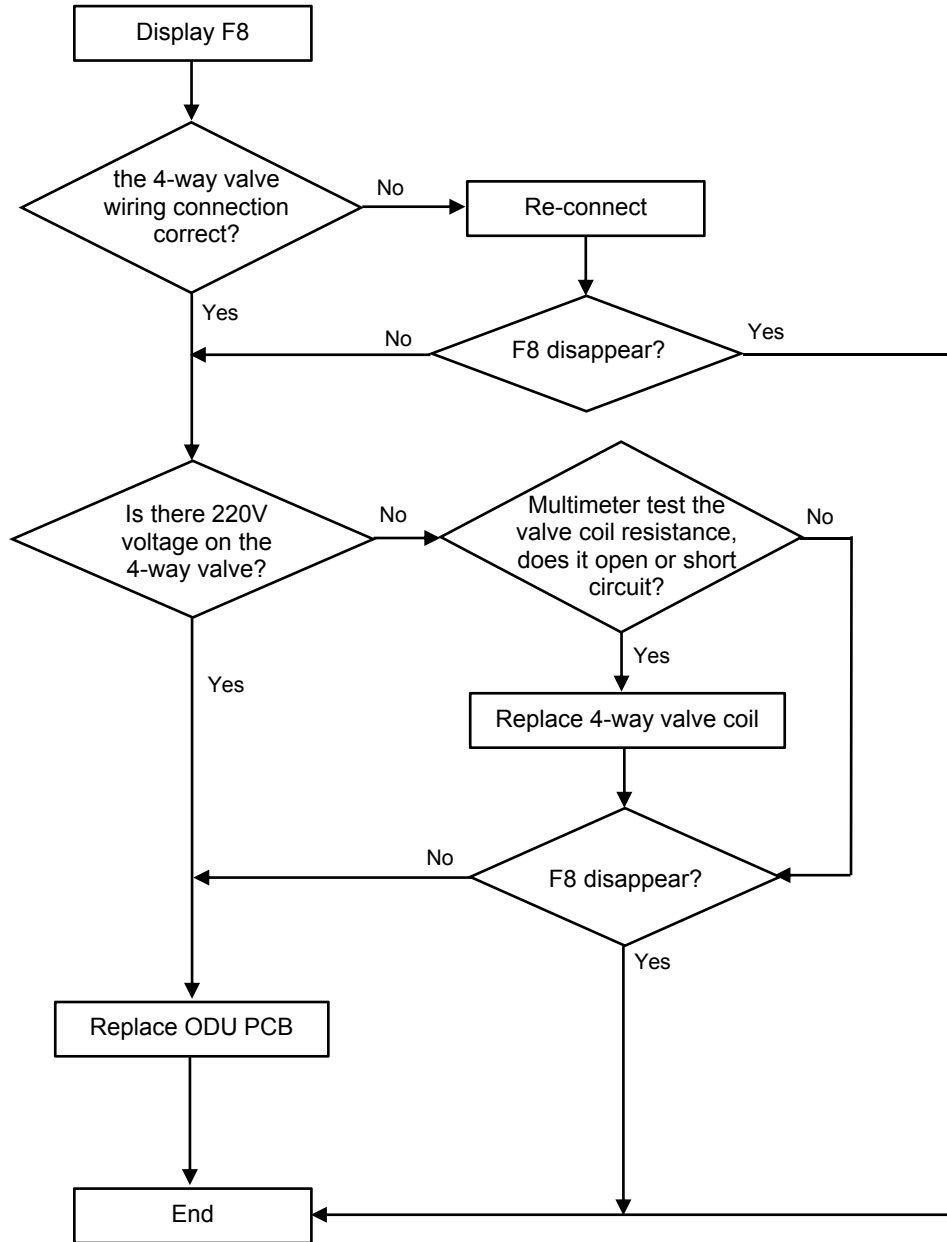 Display F8
the 4-way valve
wiring connection
correct?
No
Re-connect
Yes
No
F8 disappear?
Yes
Is there 220V
voltage on the
4-way valve?
No
Multimeter test the
valve coil resistance,
does it open or short
circuit?
No
Yes
Yes
Replace 4-way valve coil
No
F8 disappear?
Yes
Replace ODU PCB
End